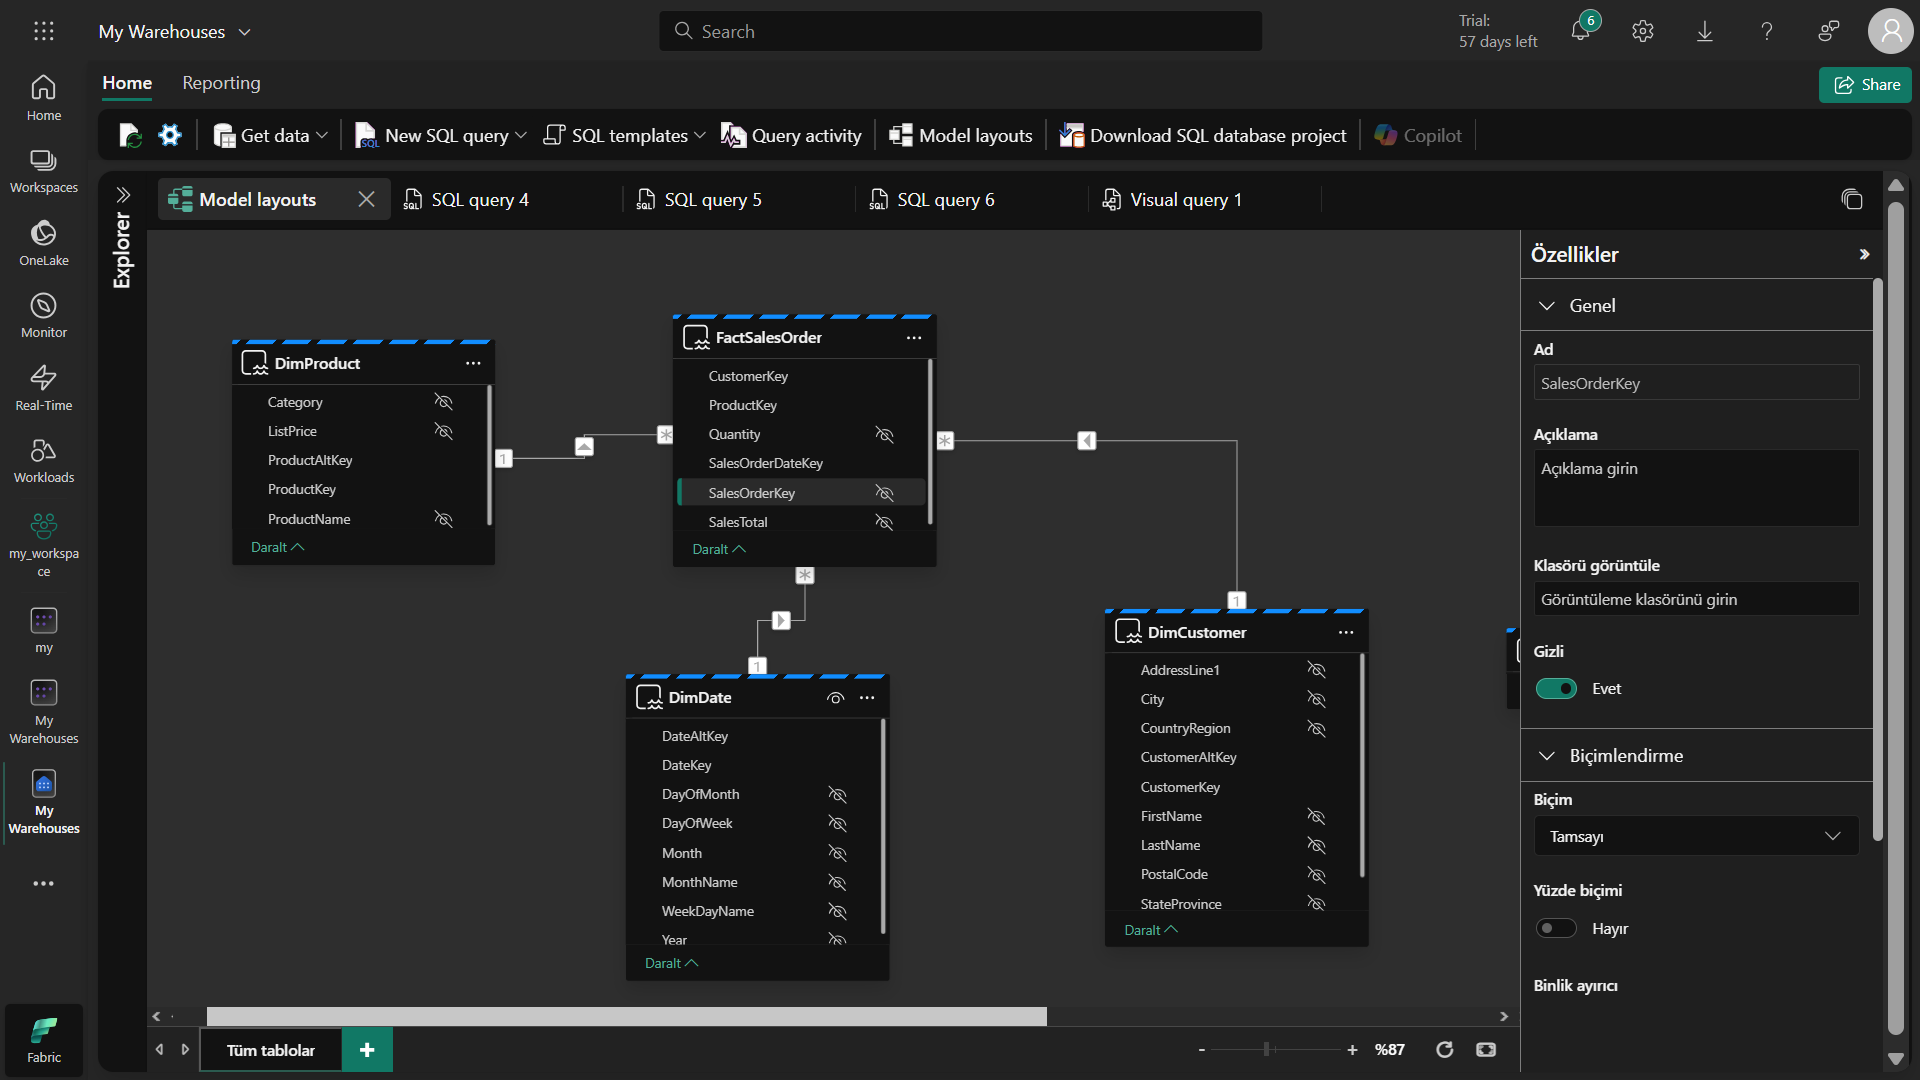 My Warehouses
Search
Trial:
57 days left
6
Home
Reporting
Share
Get data
New SQL query
SQL templates
Query activity
Model layouts
Download SQL database project
Copilot
Home
Workspaces
OneLake
Monitor
Real-Time
Workloads
my_workspa
ce
my
My
Warehouses
My
Warehouses
Fabric
Explorer
Model layouts
SQL query 4
SQL query 5
SQL query 6
Visual query 1
DimProduct
Category
ListPrice
ProductAltKey
ProductKey
ProductName
Daralt
1
*
FactSalesOrder
CustomerKey
ProductKey
Quantity
SalesOrderDateKey
SalesOrderKey
SalesTotal
Daralt
*
*
1
1
DimDate
DateAltKey
DateKey
DayOfMonth
DayOfWeek
Month
MonthName
WeekDayName
Year
Daralt
DimCustomer
AddressLine1
City
CountryRegion
CustomerAltKey
CustomerKey
FirstName
LastName
PostalCode
StateProvince
Daralt
Özellikler
Genel
Ad
SalesOrderKey
Açıklama
Açıklama girin
Klasörü görüntüle
Görüntüleme klasörünü girin
Gizli
Evet
Biçimlendirme
Biçim
Tamsayı
Yüzde biçimi
Hayır
Binlik ayırıcı
Tüm tablolar
+
-
+
%87